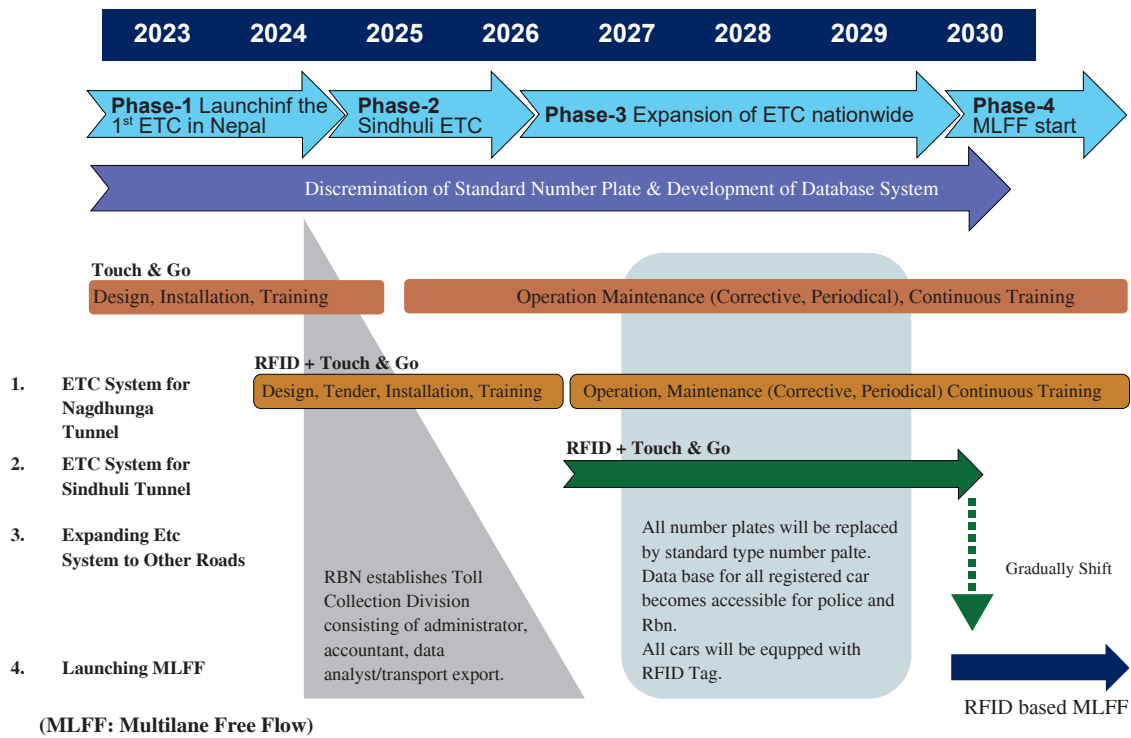 2023 2024 2025 2026 2027 2028 2029 2030
Phase-1 Launchinf the
1st ETC in Nepal
Phase-2
Sindhuli ETC
Phase-3 Expansion of ETC nationwide
Phase-4
MLFF start
Discremination of Standard Number Plate & Development of Database System
Touch & Go
Design, Installation, Training
Operation Maintenance (Corrective, Periodical), Continuous Training
RFID + Touch & Go
Design, Tender, Installation, Training
Operation, Maintenance (Corrective, Periodical) Continuous Training
1. ETC System for
Nagdhunga
Tunnel
RFID + Touch & Go
2. ETC System for
Sindhuli Tunnel
3. Expanding Etc
System to Other Roads
RBN establishes Toll
Collection Division
consisting of administrator,
accountant, data
analyst/transport export.
All number plates will be replaced
by standard type number palte.
Data base for all registered car
becomes accessible for police and
Rbn.
All cars will be equpped with
RFID Tag.
Gradually Shift
4. Launching MLFF
RFID based MLFF
(MLFF: Multilane Free Flow)